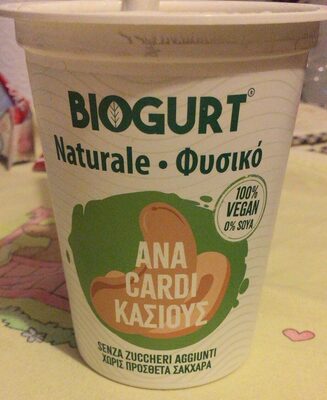 BIOGURT®
Naturale • Φυσικό
100%
VEGAN
0% SOYA
ANA
CARDI
ΚΑΣΙΟΥΣ
SENZA ZUCCHERI AGGIUNTI
ΧΩΡΙΣ ΠΡΟΣΘΕΤΑ ΣΑΚΧΑΡΑ